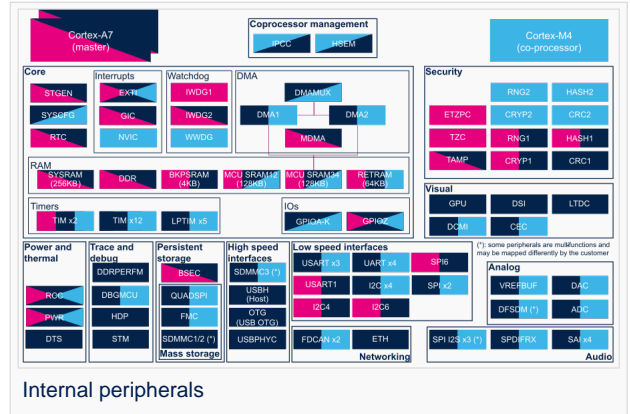 Cortex-A7
(master)
Coprocessor management
IPCC
HSEM
Cortex-M4
(co-processor)
Core
STGEN
SYSCFG
RTC
Interrupts
EXTI
GIC
NVIC
Watchdog
IWDG1
IWDG2
WWDG
DMA
DMAMUX
DMA1
DMA2
MDMA
RAM
SYSRAM
(256KB)
DDR
BKPSRAM
(4KB)
MCU SRAM12
(128KB)
MCU SRAM34
(128KB)
RETRAM
(64KB)
Timers
TIM x2
TIM x12
LPTIM x5
IOs
GPIOA-K
GPIOZ
Security
RNG2
HASH2
ETZPC
CRYP2
CRC2
TZC
RNG1
HASH1
TAMP
CRYP1
CRC1
Visual
GPU
DSI
LTDC
DCMI
CEC
(*): some peripherals are multifunctions and
may be mapped differently by the customer
Power and
thermal
ROC
PWR
DTS
Trace and
debug
DDRPERFM
DBGMCU
HDP
STM
Persistent
storage
BSEC
QUADSPI
FMC
SDMMC1/2 (*)
Mass storage
High speed
interfaces
SDMMC3 (*)
USBH
(Host)
OTG
(USB OTG)
USBPHYC
Low speed interfaces
USART x3
UART x4
SPI6
USART1
I2C x4
SPI x2
I2C4
I2C6
FDCAN x2
ETH
Networking
Analog
VREFBUF
DAC
DFSDM (*)
ADC
SPI I2S x3 (*)
SPDIFRX
SAI x4
Audio
Internal peripherals